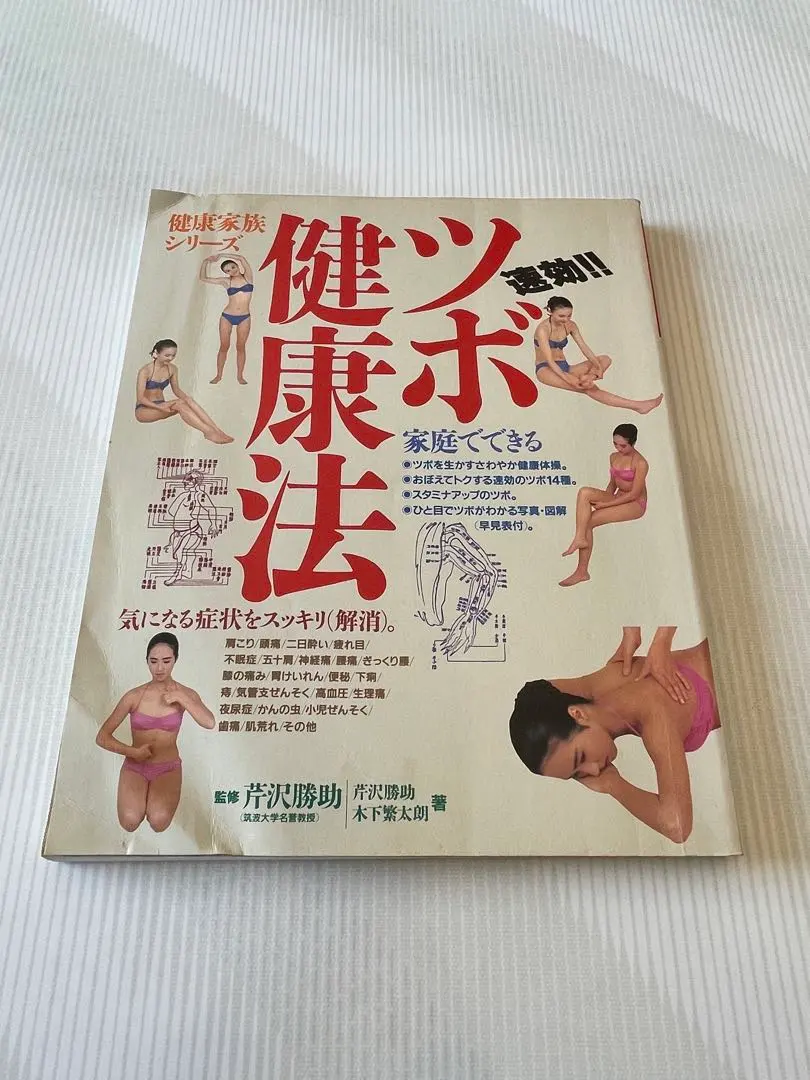 健康家族
シリーズ
速効!!
ツボ
健康法
家庭でできる
●ツボを生かすさわやか健康体操。
●おぼえてトクする速効のツボ14種。
●スタミナアップのツボ。
●ひと目でツボがわかる写真・図解
(早見表付)。
気になる症状をスッキリ(解消)。
肩こり/頭痛/二日酔い/疲れ目/
不眠症/五十肩/神経痛/腰痛/ぎっくり腰/
膝の痛み/胃けいれん/便秘/下痢/
痔/気管支ぜんそく/高血圧/生理痛/
夜尿症/かんの虫/小児ぜんそく/
歯痛/肌荒れ/その他
監修 芹沢勝助
(筑波大学名誉教授)
芹沢勝助
木下繁太朗
著